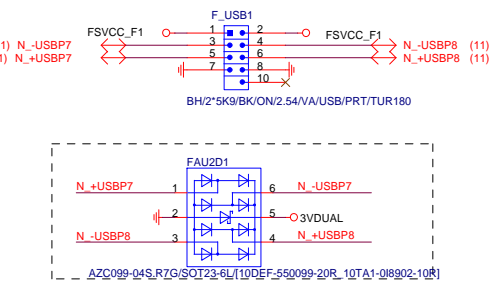 F_USB1
FSVCC_F1 1 2 FSVCC_F1
1) N_-USBP7 3 4 N_-USBP8 (11)
1) N_+USBP7 5 6 N_+USBP8 (11)
7 8
10
BH/2*5K9/BK/ON/2.54/VA/USB/PRT/TUR180
FAU2D1
N_+USBP7 1 6 N_-USBP7
2 5 3VDUAL
N_-USBP8 3 4 N_+USBP8
AZC099-04S.R7G/SOT23-6L/[10DEF-550099-20R_10TA1-0I8902-10R]